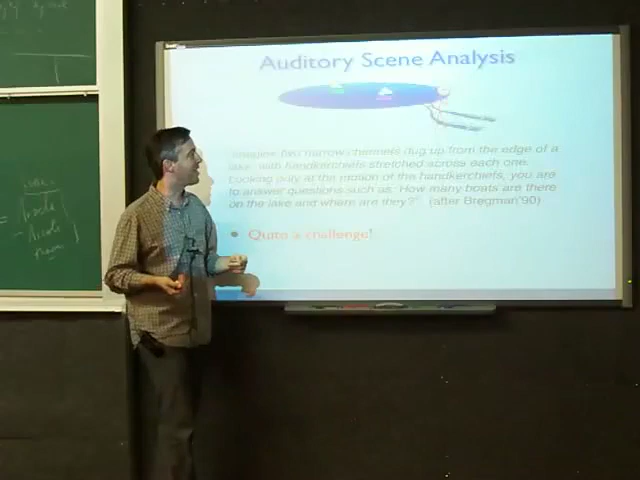 Auditory Scene Analysis
"Imagine two narrow channels dug up from the edge of a
lake, with handkerchiefs stretched across each one.
Looking only at the motion of the handkerchiefs, you are
to answer questions such as: How many boats are there
on the lake and where are they?" (after Bregman'90)
• Quite a challenge!